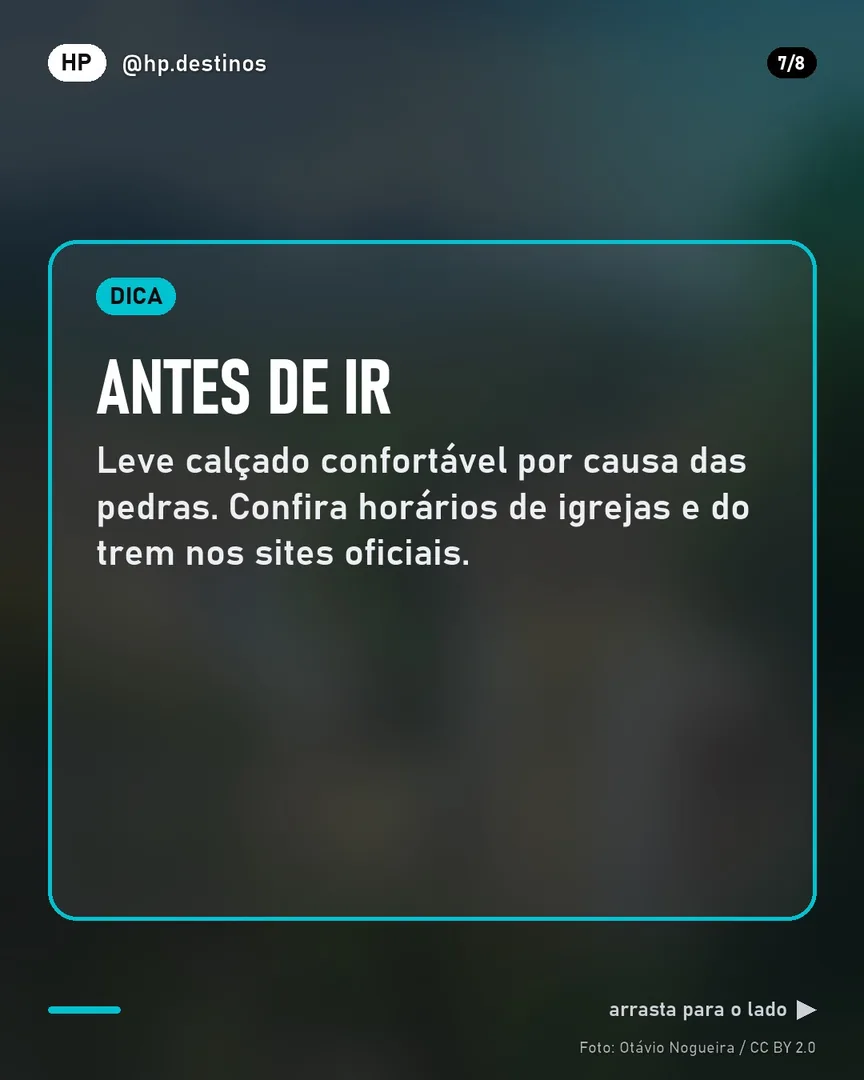 HP @hp.destinos 7/8
DICA
ANTES DE IR
Leve calçado confortável por causa das
pedras. Confira horários de igrejas e do
trem nos sites oficiais.
arrasta para o lado ▶
Foto: Otávio Nogueira / CC BY 2.0